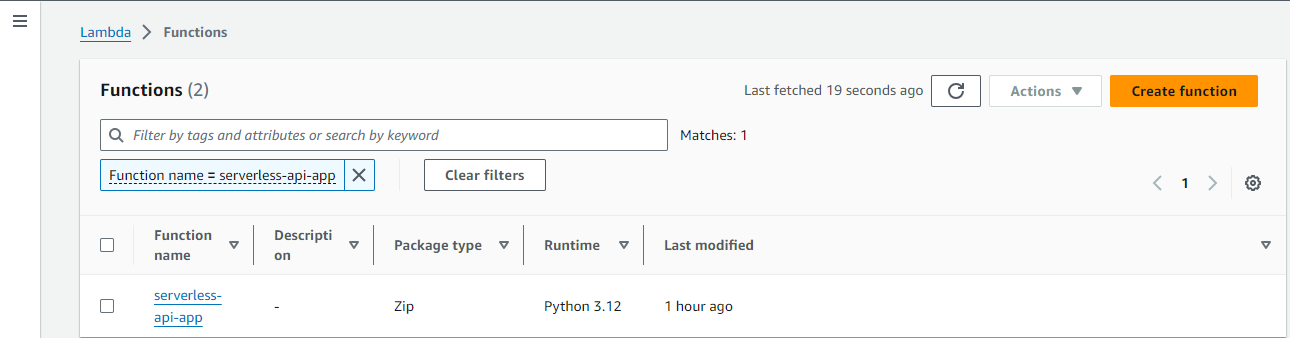 Lambda > Functions
Functions (2) Last fetched 19 seconds ago Actions Create function
Filter by tags and attributes or search by keyword Matches: 1
Function name = serverless-api-app Clear filters
1
Function name Description Package type Runtime Last modified
serverless-api-app - Zip Python 3.12 1 hour ago